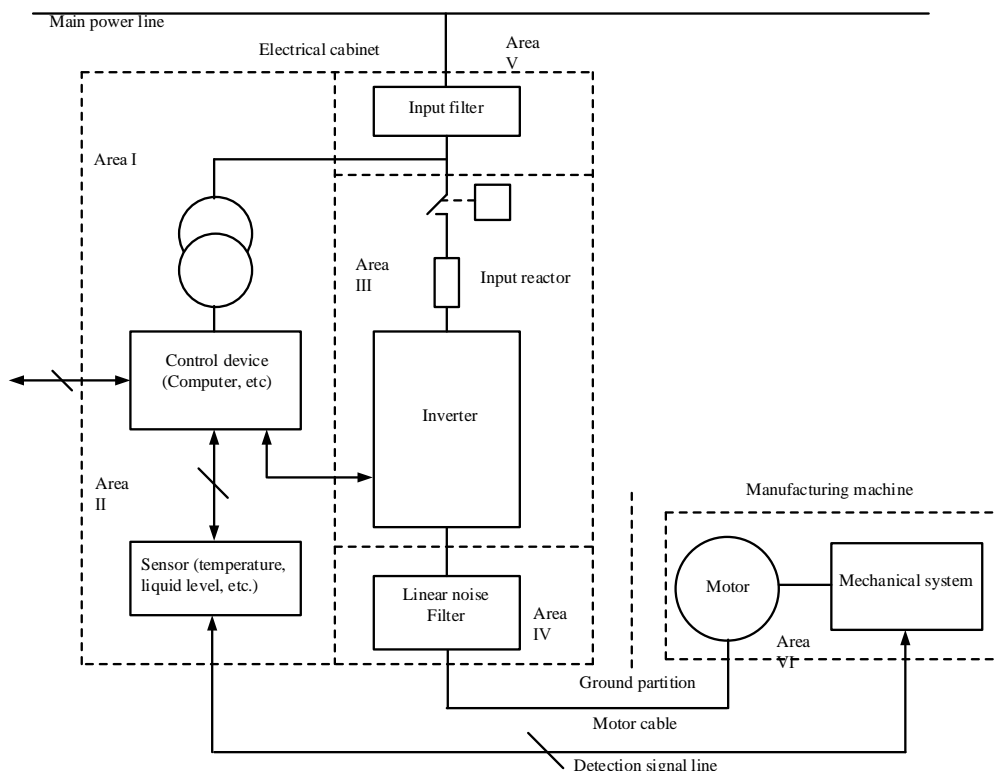 Main power line
Electrical cabinet
Area
V
Input filter
Area I
Area
III
Input reactor
Control device
(Computer, etc)
Inverter
Area
II
Manufacturing machine
Sensor (temperature,
liquid level, etc.)
Linear noise
Filter
Area
IV
Motor
Mechanical system
Area
VI
Ground partition
Motor cable
Detection signal line